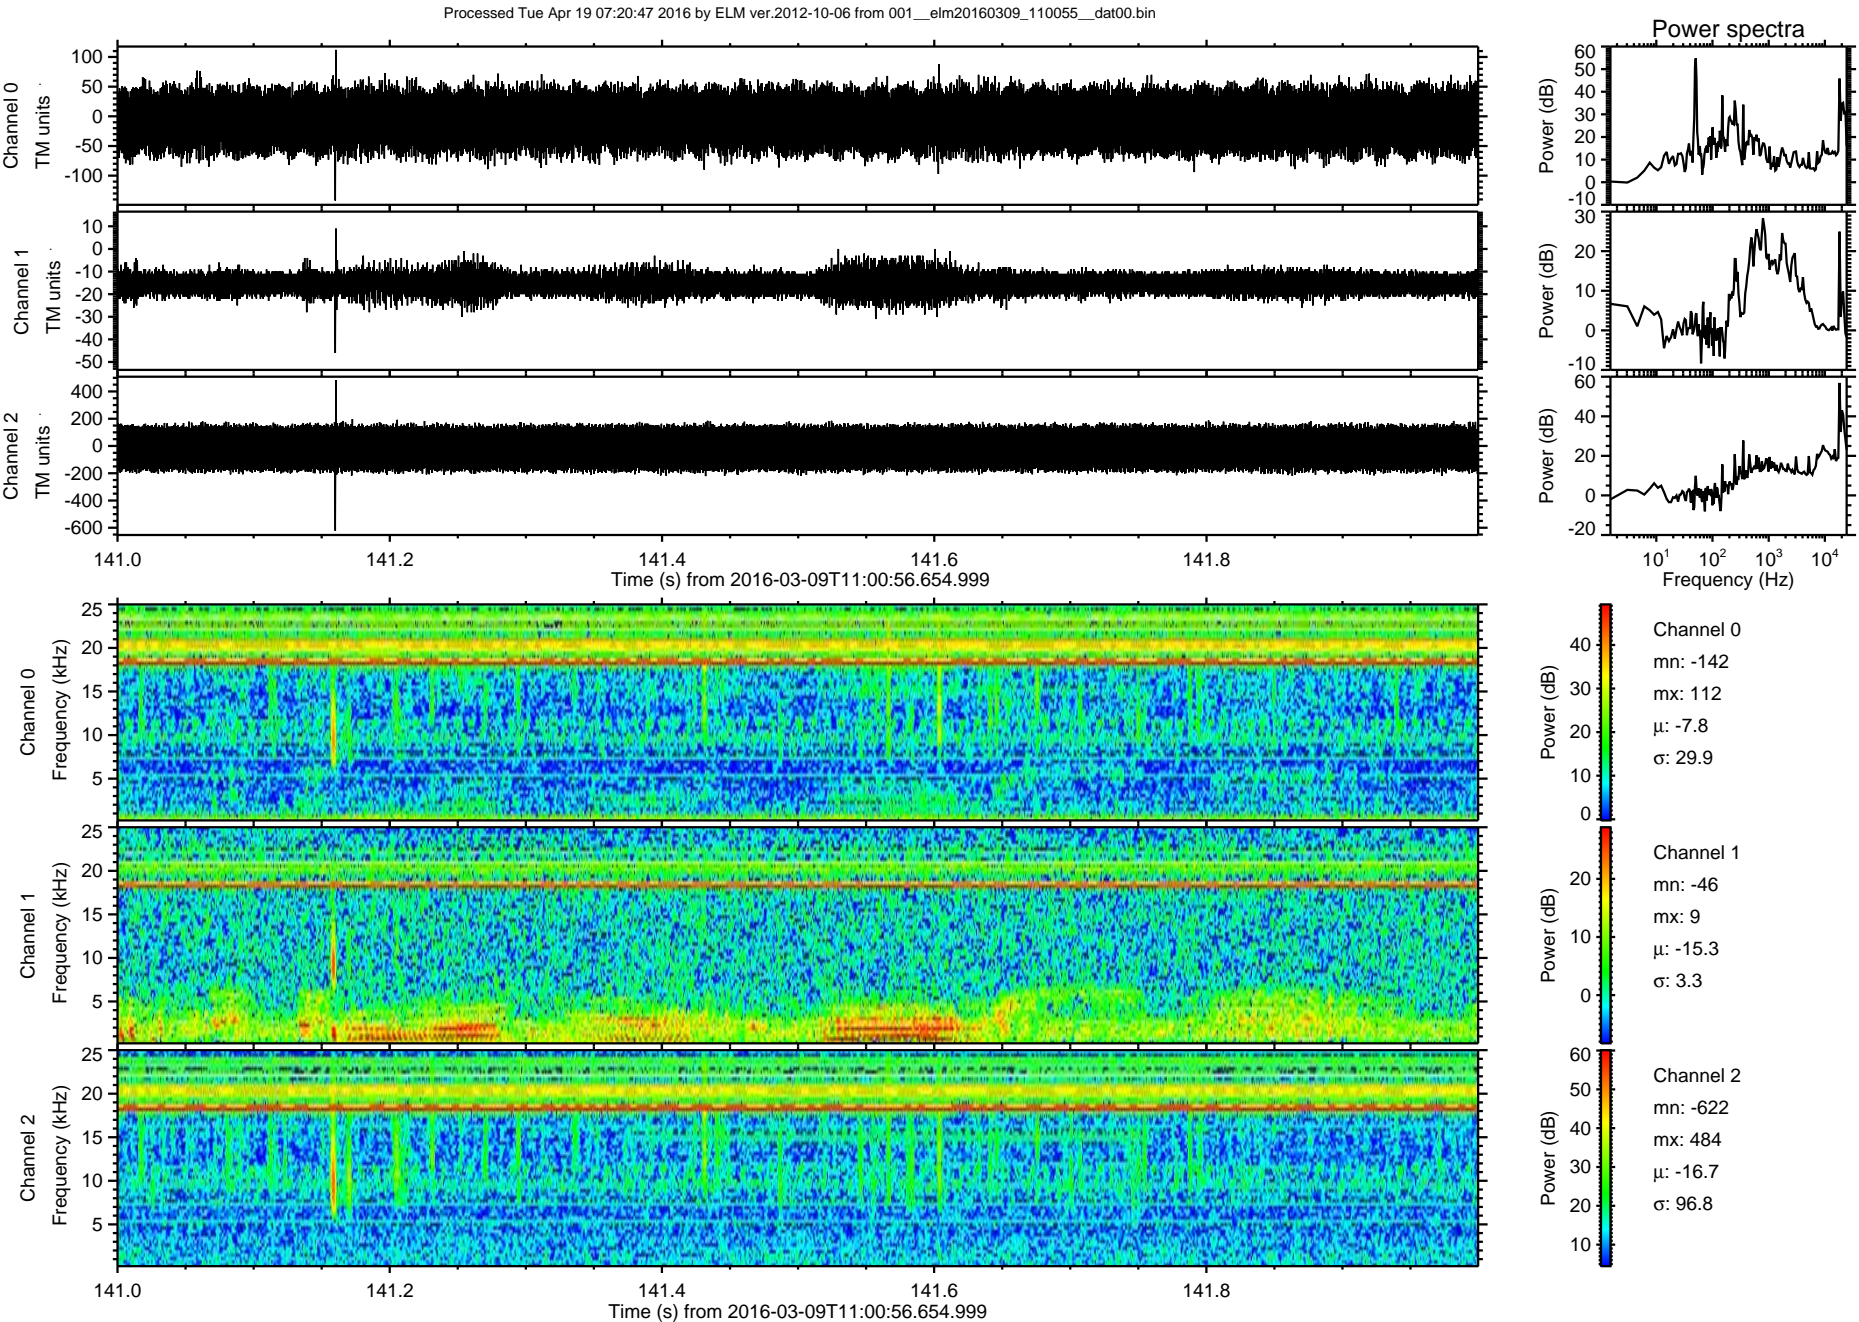 Processed Tue Apr 19 07:20:47 2016 by ELM ver.2012-10-06 from 001__elm20160309_110055__dat00.bin
Power spectra
Channel 0
TM units
100
50
0
-50
-100
Power (dB)
60
50
40
30
20
10
0
-10
Channel 1
TM units
10
0
-10
-20
-30
-40
-50
Power (dB)
30
20
10
0
-10
Channel 2
TM units
400
200
0
-200
-400
-600
Power (dB)
60
40
20
0
-20
141.0 141.2 141.4 141.6 141.8
Time (s) from 2016-03-09T11:00:56.654.999
10^1 10^2 10^3 10^4
Frequency (Hz)
Channel 0
Frequency (kHz)
25
20
15
10
5
Power (dB)
40
30
20
10
0
Channel 0
mn: -142
mx: 112
μ: -7.8
σ: 29.9
Channel 1
Frequency (kHz)
25
20
15
10
5
Power (dB)
20
10
0
Channel 1
mn: -46
mx: 9
μ: -15.3
σ: 3.3
Channel 2
Frequency (kHz)
25
20
15
10
5
Power (dB)
60
50
40
30
20
10
Channel 2
mn: -622
mx: 484
μ: -16.7
σ: 96.8
141.0 141.2 141.4 141.6 141.8
Time (s) from 2016-03-09T11:00:56.654.999